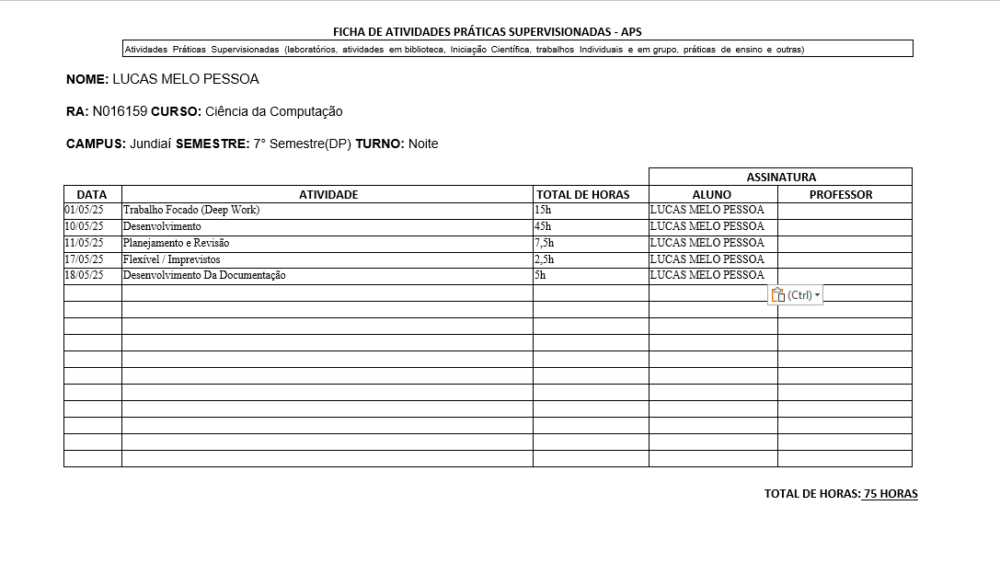 FICHA DE ATIVIDADES PRÁTICAS SUPERVISIONADAS - APS
Atividades Práticas Supervisionadas (laboratórios, atividades em biblioteca, Iniciação Científica, trabalhos Individuais e em grupo, práticas de ensino e outras)
NOME: LUCAS MELO PESSOA
RA: N016159 CURSO: Ciência da Computação
CAMPUS: Jundiaí SEMESTRE: 7° Semestre(DP) TURNO: Noite
ASSINATURA
DATA ATIVIDADE TOTAL DE HORAS ALUNO PROFESSOR
01/05/25 Trabalho Focado (Deep Work) 15h LUCAS MELO PESSOA
10/05/25 Desenvolvimento 45h LUCAS MELO PESSOA
11/05/25 Planejamento e Revisão 7,5h LUCAS MELO PESSOA
17/05/25 Flexível / Imprevistos 2,5h LUCAS MELO PESSOA
18/05/25 Desenvolvimento Da Documentação 5h LUCAS MELO PESSOA
(Ctrl)
TOTAL DE HORAS: 75 HORAS